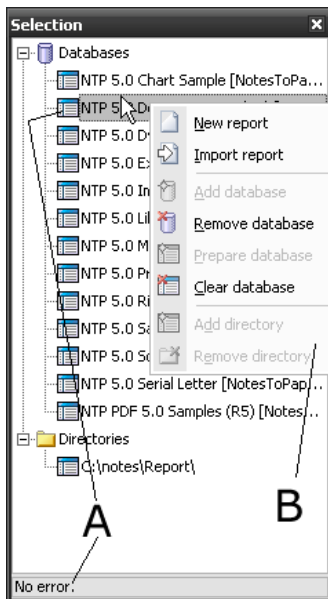 Selection
Databases
NTP 5.0 Chart Sample [NotesToPa...
NTP 5.0 D
New report
NTP 5.0 Dy
Import report
NTP 5.0 Ex
NTP 5.0 In
Add database
NTP 5.0 Lil
Remove database
NTP 5.0 M
Prepare database
NTP 5.0 Pr
Clear database
NTP 5.0 Ri
NTP 5.0 Sa
Add directory
NTP 5.0 Sc
Remove directory
NTP 5.0 Serial Letter [NotesToPap...
NTP PDF 5.0 Samples (R5) [Notes...
Directories
C:\notes\Report\
A
B
No error.